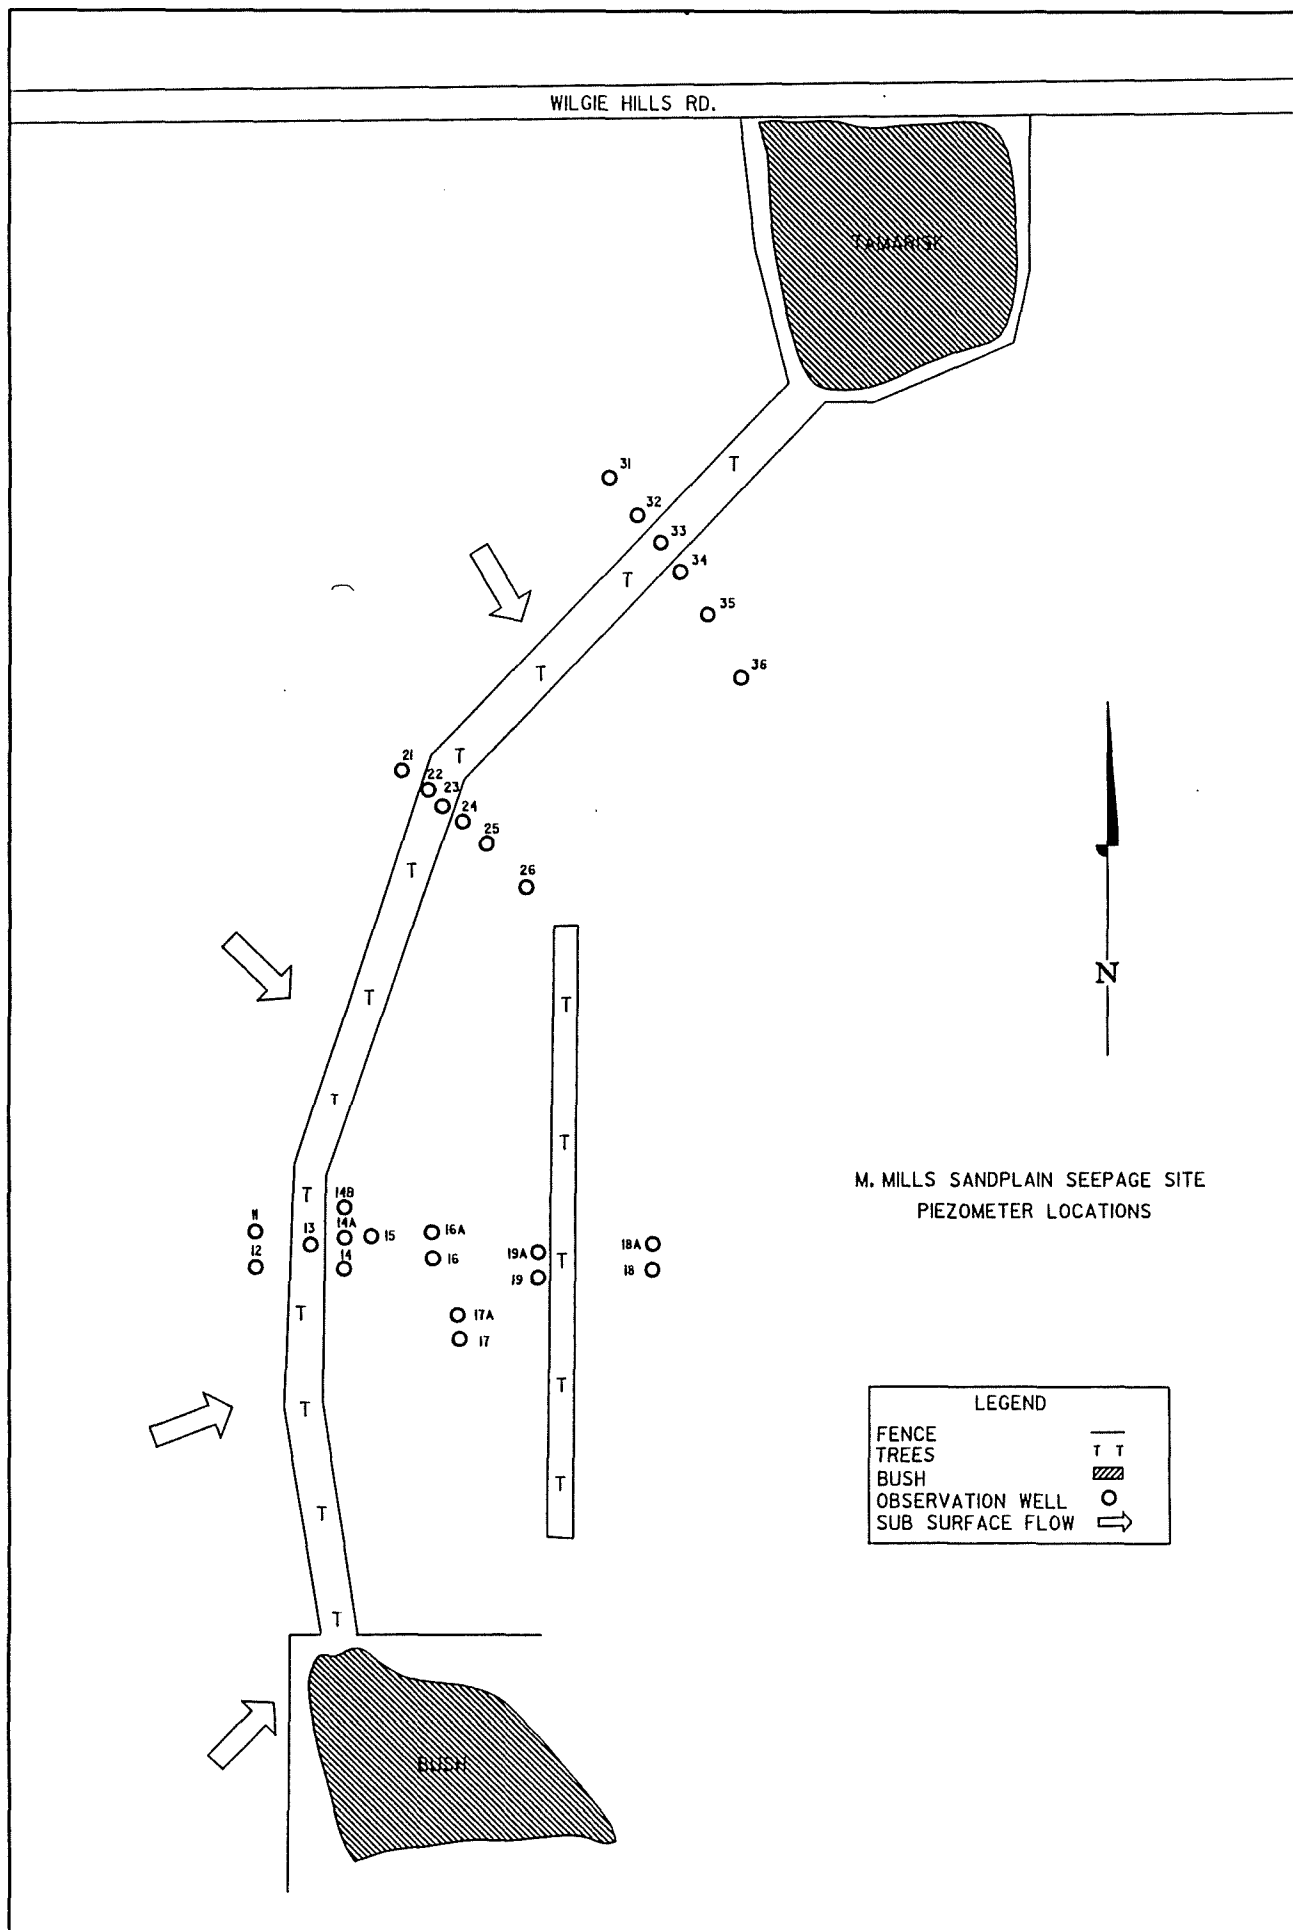 WILGIE HILLS RD.
TAMARISK
T
31
32
33
34
T
35
T
36
T
21
22
23
24
25
T
26
N
T
T
T
T
M. MILLS SANDPLAIN SEEPAGE SITE
PIEZOMETER LOCATIONS
T
14B
11
13
14A
15
16A
18A
12
14
16
19A
T
18
19
T
17A
17
T
T
LEGEND
FENCE
TREES T T
BUSH
OBSERVATION WELL
SUB SURFACE FLOW
T
T
T
BUSH